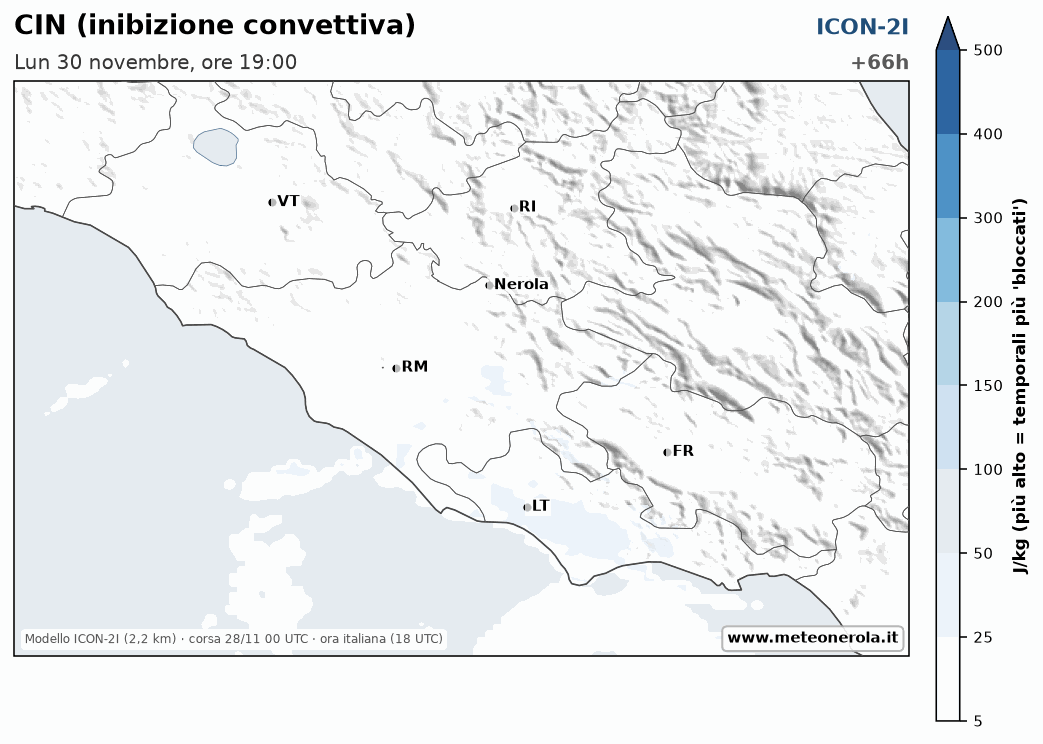 CIN (inibizione convettiva)
ICON-2I
Lun 30 novembre, ore 19:00
+66h
VT
RI
Nerola
RM
FR
LT
Modello ICON-2I (2,2 km) · corsa 28/11 00 UTC · ora italiana (18 UTC)
www.meteonerola.it
500
400
300
200
150
100
50
25
5
J/kg (più alto = temporali più 'bloccati')